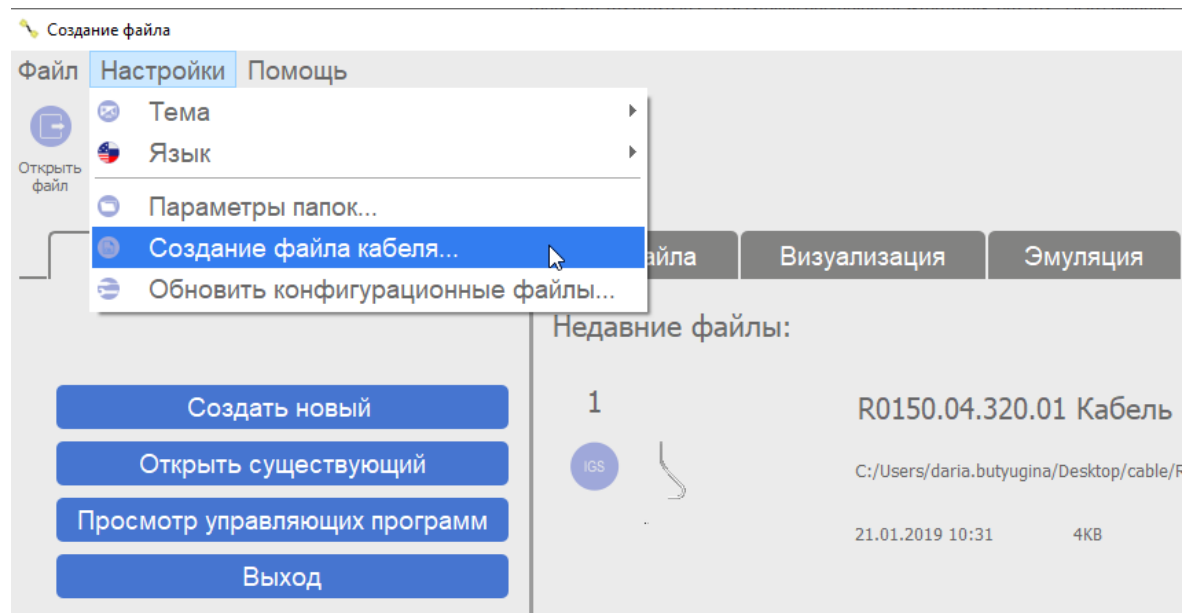 Создание файла
Файл Настройки Помощь
Тема
Язык
Открыть
файл
Параметры папок...
Создание файла кабеля...
Обновить конфигурационные файлы...
Визуализация Эмуляция
Недавние файлы:
Создать новый
Открыть существующий
Просмотр управляющих программ
Выход
1
IGS
R0150.04.320.01 Кабель
C:/Users/daria.butyugina/Desktop/cable/R
21.01.2019 10:31 4KB